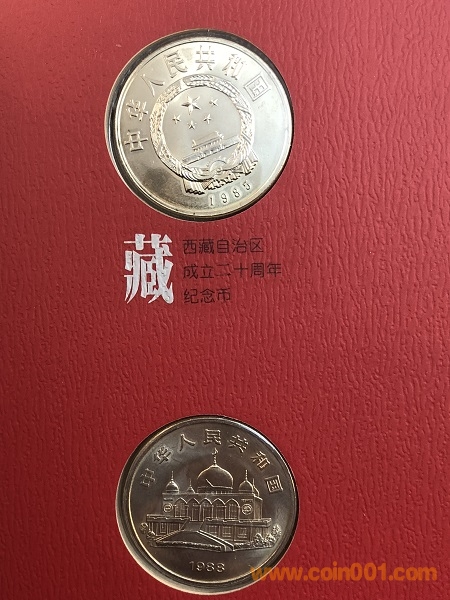 中华人民共和国
1985
藏
西藏自治区
成立二十周年
纪念币
中华人民共和国
1988
www.coin001.com